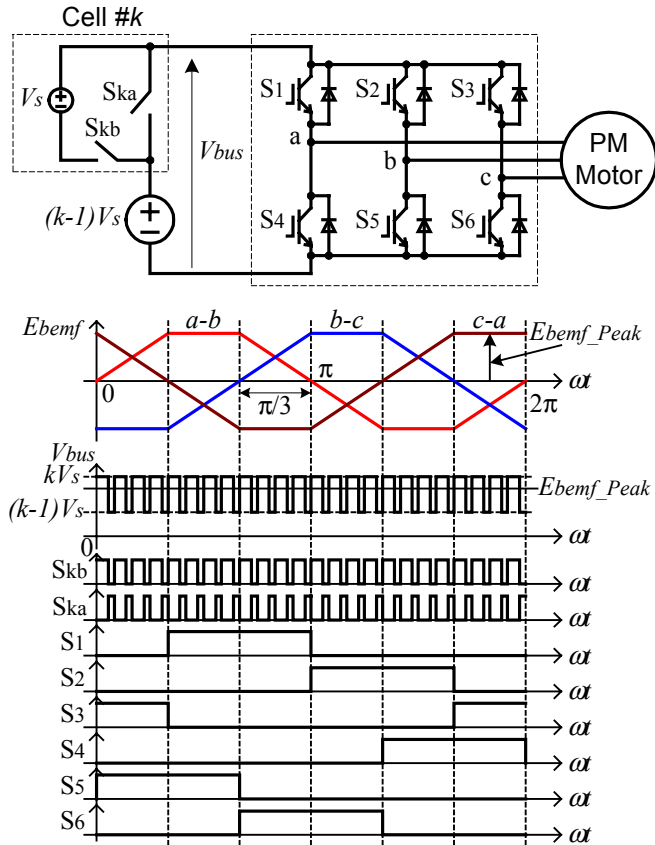 Cell #k
Vs
Ska
Skb
Vbus
(k-1)Vs
S1
S2
S3
a
b
c
S4
S5
S6
PM
Motor
Ebemf
a-b
b-c
c-a
Ebemf_Peak
0
π/3
π
2π
ωt
Vbus
kVs
(k-1)Vs
Ebemf_Peak
0
ωt
Skb
ωt
Ska
ωt
S1
ωt
S2
ωt
S3
ωt
S4
ωt
S5
ωt
S6
ωt